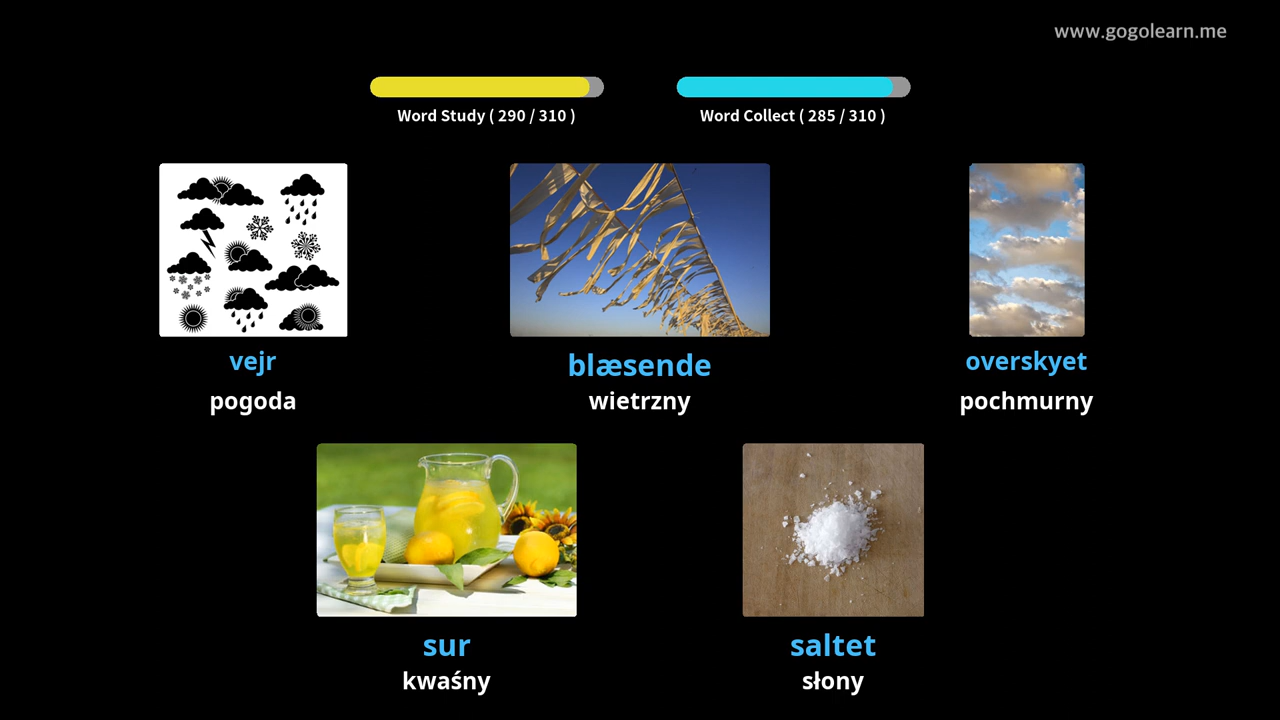 www.gogolearn.me
Word Study ( 290 / 310 )
Word Collect ( 285 / 310 )
vejr
pogoda
blæsende
wietrzny
overskyet
pochmurny
sur
kwaśny
saltet
słony